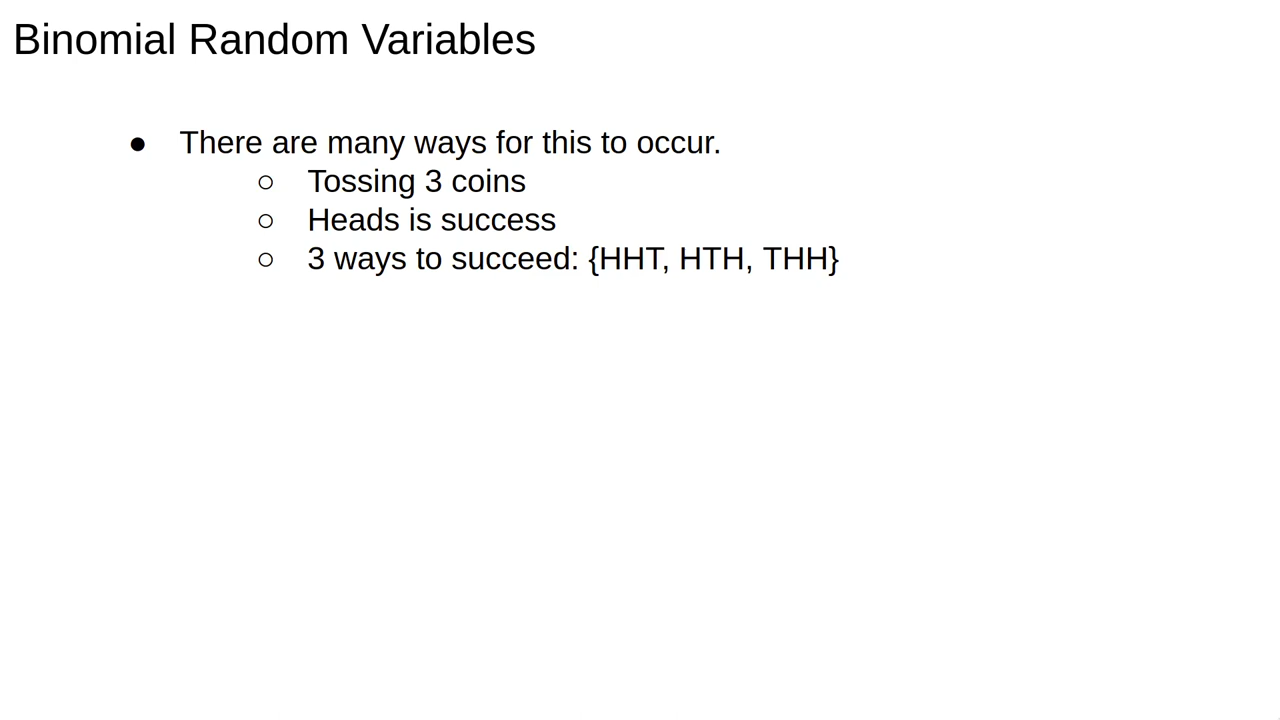 Binomial Random Variables
● There are many ways for this to occur.
○ Tossing 3 coins
○ Heads is success
○ 3 ways to succeed: {HHT, HTH, THH}